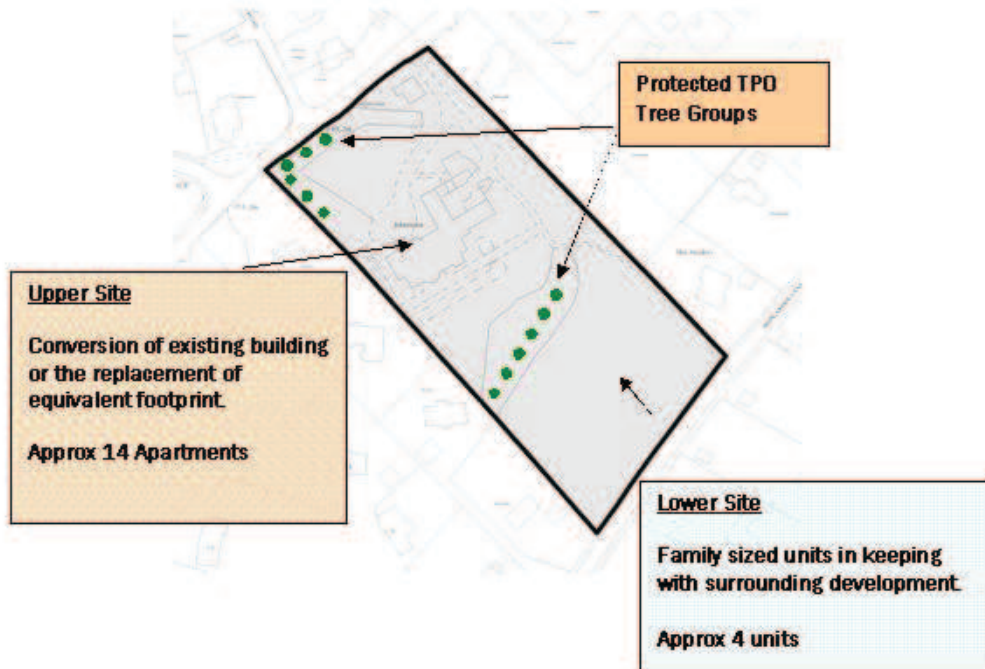 Protected TPO
Tree Groups
Upper Site
Conversion of existing building
or the replacement of
equivalent footprint.
Approx 14 Apartments
Lower Site
Family sized units in keeping
with surrounding development.
Approx 4 units